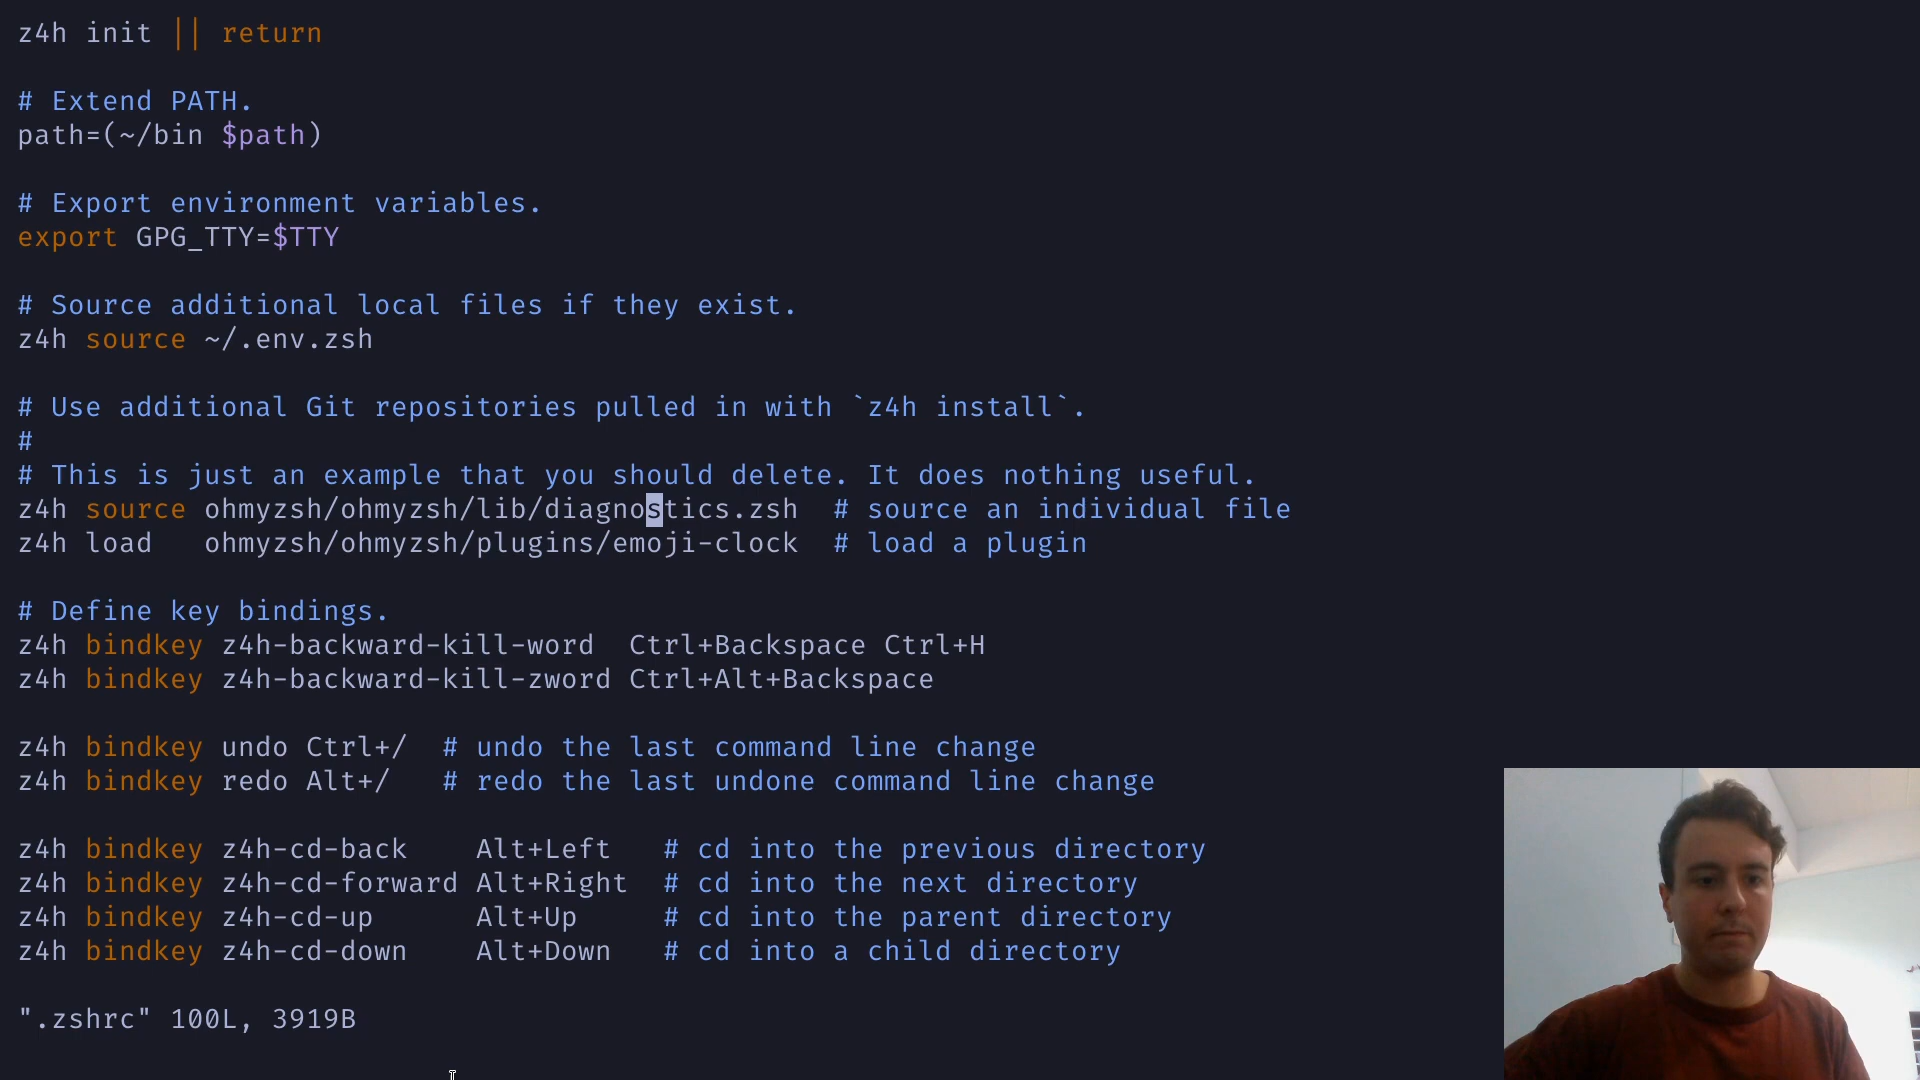 z4h init || return
# Extend PATH.
path=(~/bin $path)
# Export environment variables.
export GPG_TTY=$TTY
# Source additional local files if they exist.
z4h source ~/.env.zsh
# Use additional Git repositories pulled in with `z4h install`.
#
# This is just an example that you should delete. It does nothing useful.
z4h source ohmyzsh/ohmyzsh/lib/diagnostics.zsh  # source an individual file
z4h load   ohmyzsh/ohmyzsh/plugins/emoji-clock  # load a plugin
# Define key bindings.
z4h bindkey z4h-backward-kill-word  Ctrl+Backspace Ctrl+H
z4h bindkey z4h-backward-kill-zword Ctrl+Alt+Backspace
z4h bindkey undo Ctrl+/  # undo the last command line change
z4h bindkey redo Alt+/   # redo the last undone command line change
z4h bindkey z4h-cd-back    Alt+Left   # cd into the previous directory
z4h bindkey z4h-cd-forward Alt+Right  # cd into the next directory
z4h bindkey z4h-cd-up      Alt+Up     # cd into the parent directory
z4h bindkey z4h-cd-down    Alt+Down   # cd into a child directory
".zshrc" 100L, 3919B